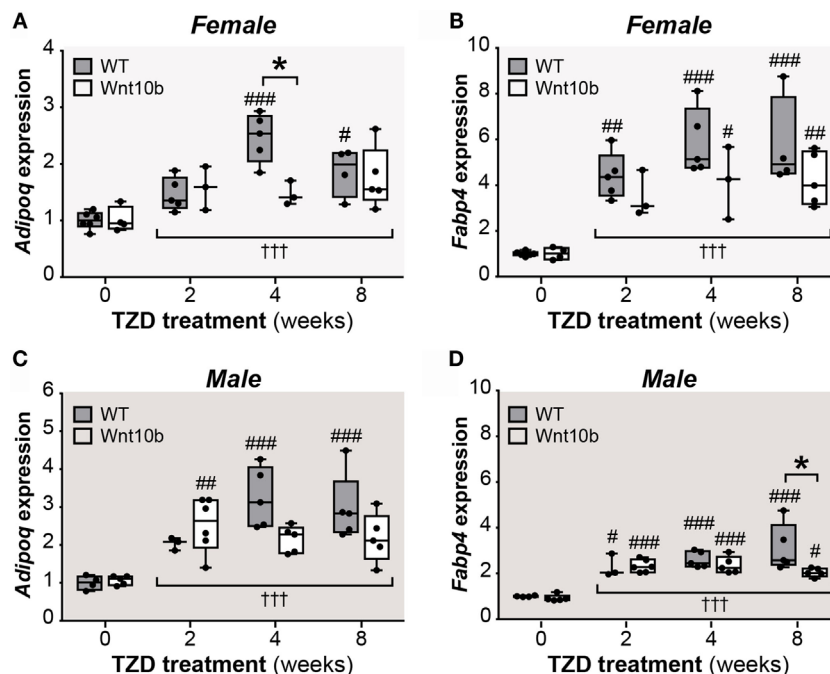 A
Female
Adipoq expression
4
3
2
1
0
WT
Wnt10b
###
*
#
†††
0 2 4 8
TZD treatment (weeks)
B
Female
Fabp4 expression
10
8
6
4
2
0
WT
Wnt10b
##
###
#
###
##
†††
0 2 4 8
TZD treatment (weeks)
C
Male
Adipoq expression
6
5
4
3
2
1
0
WT
Wnt10b
##
###
###
†††
0 2 4 8
TZD treatment (weeks)
D
Male
Fabp4 expression
10
8
6
4
2
0
WT
Wnt10b
#
###
###
###
###
*
#
†††
0 2 4 8
TZD treatment (weeks)